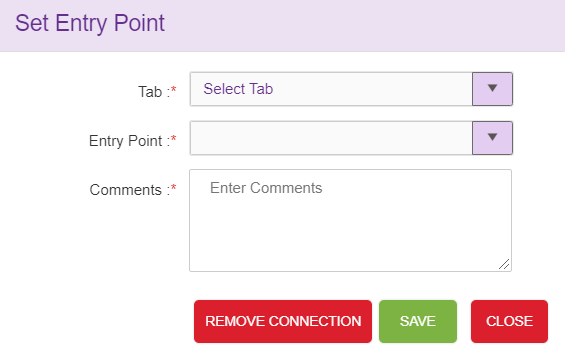 Set Entry Point
Tab :* Select Tab
Entry Point :*
Comments :* Enter Comments
REMOVE CONNECTION SAVE CLOSE